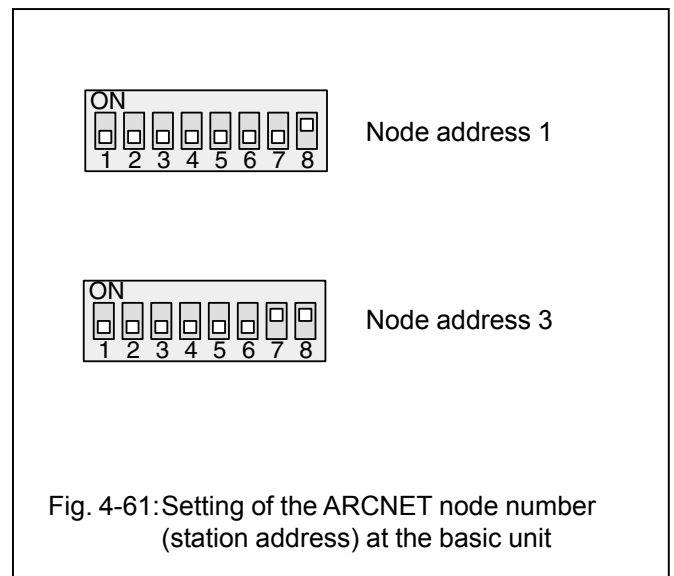 ON
1 2 3 4 5 6 7 8
Node address 1
ON
1 2 3 4 5 6 7 8
Node address 3
Fig. 4-61:Setting of the ARCNET node number
(station address) at the basic unit